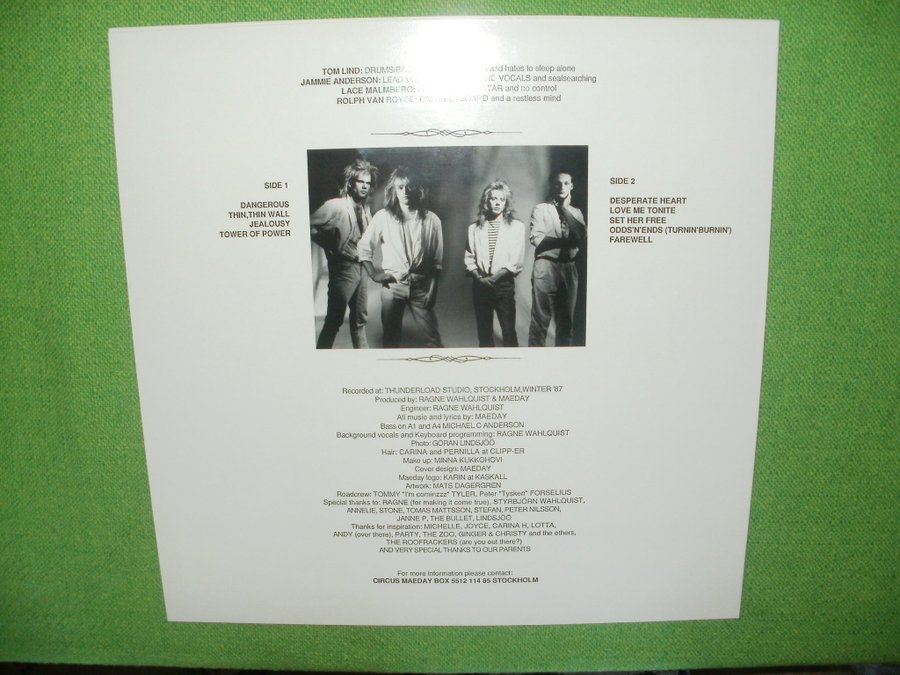 TOM LIND: DRUMS/BA and hates to sleep alone
JAMMIE ANDERSON: LEAD VO VOCALS and sealsearching
LACE MALMBERG: TAR and no control
ROLPH VAN ROYCE: BOARD and a restless mind
SIDE 1
DANGEROUS
THIN,THIN WALL
JEALOUSY
TOWER OF POWER
SIDE 2
DESPERATE HEART
LOVE ME TONITE
SET HER FREE
ODDS'N'ENDS (TURNIN'BURNIN')
FAREWELL
Recorded at: THUNDERLOAD STUDIO, STOCKHOLM,WINTER '87
Produced by: RAGNE WAHLQUIST & MAEDAY
Engineer: RAGNE WAHLQUIST
All music and lyrics by: MAEDAY
Bass on A1 and A4 MICHAEL C ANDERSON
Background vocals and Keyboard programming: RAGNE WAHLQUIST
Photo: GÖRAN LINDSJÖÖ
Hair: CARINA and PERNILLA at CLIPP-ER
Make up: MINNA KUKKOHOVI
Cover design: MAEDAY
Maeday logo: KARIN at KASKALL
Artwork: MATS DAGERGREN
Roadcrew: TOMMY "I'm cominzzz" TYLER, Peter "Tysken" FORSELIUS
Special thanks to: RAGNE (for making it come true), STYRBJÖRN WAHLQUIST,
ANNELIE, STONE, TOMAS MATTSSON, STEFAN, PETER NILSSON,
JANNE P, THE BULLET, LINDSJÖÖ
Thanks for inspiration: MICHELLE, JOYCE, CARINA H, LOTTA,
ANDY (over there), PARTY, THE ZOO, GINGER & CHRISTY and the others,
THE ROOFRACKERS (are you out there?)
AND VERY SPECIAL THANKS TO OUR PARENTS
For more information please contact:
CIRCUS MAEDAY BOX 5512 114 85 STOCKHOLM